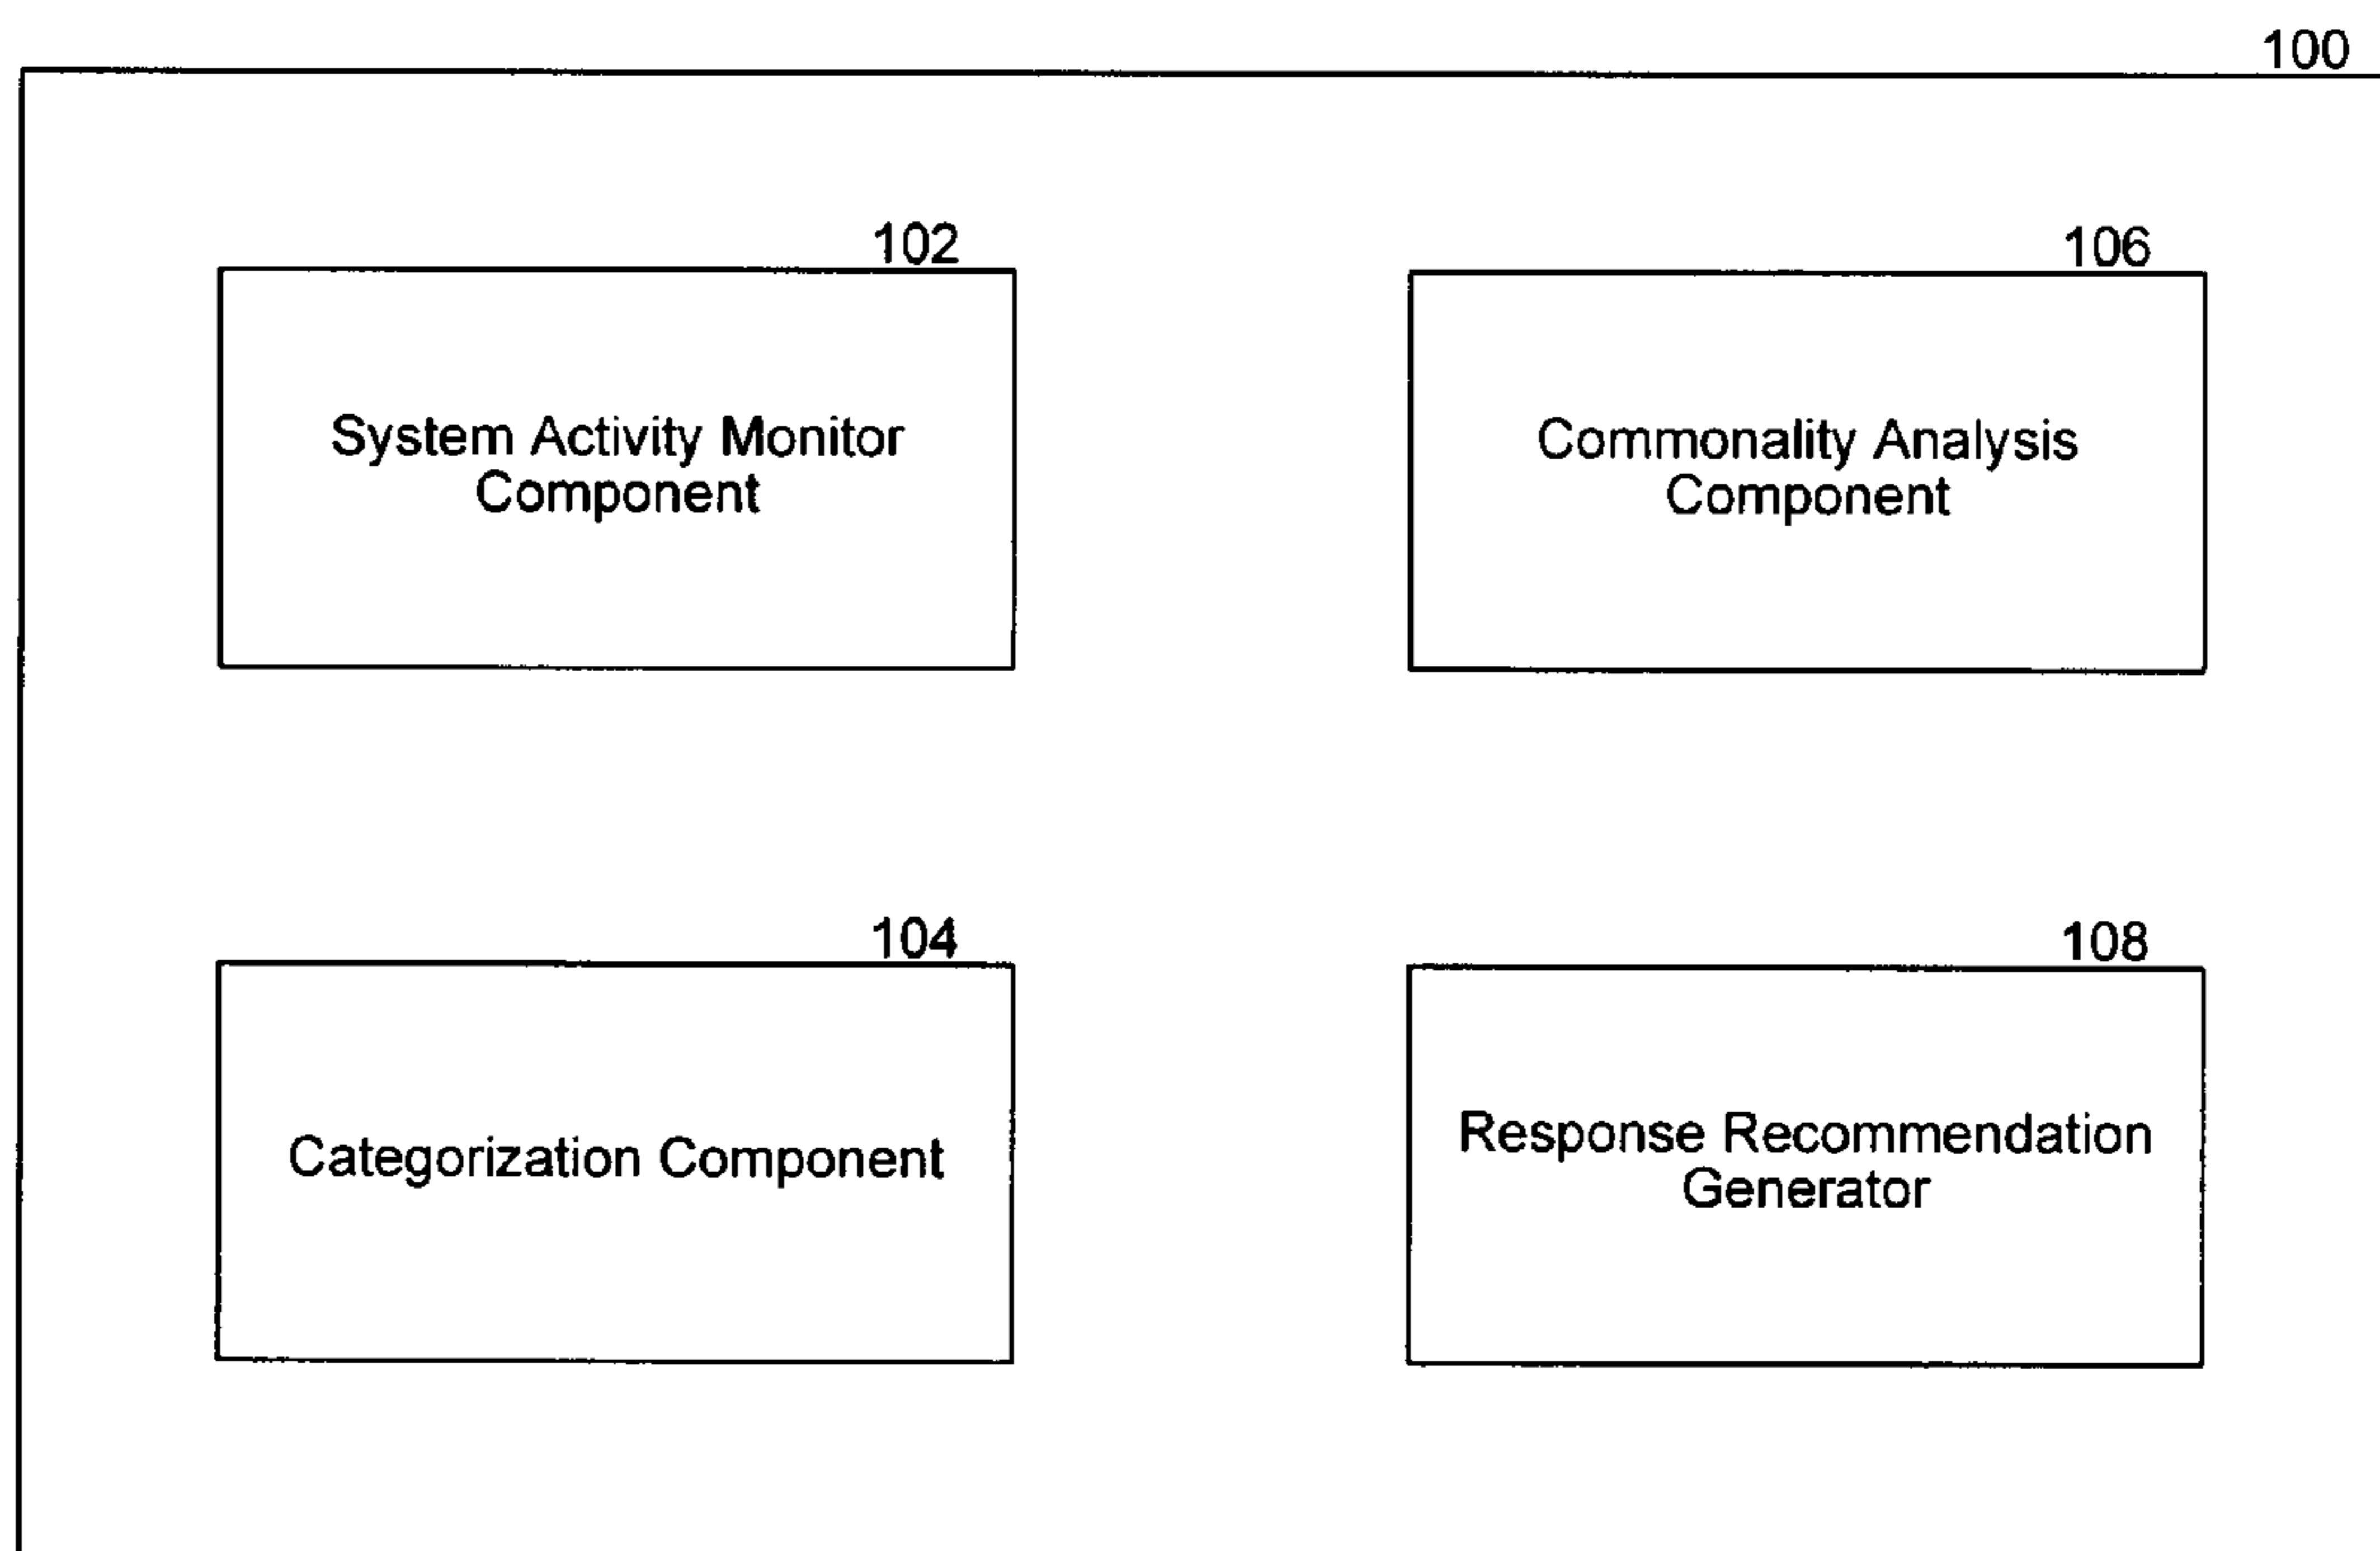 100
102
System Activity Monitor
Component
106
Commonality Analysis
Component
104
Categorization Component
108
Response Recommendation
Generator